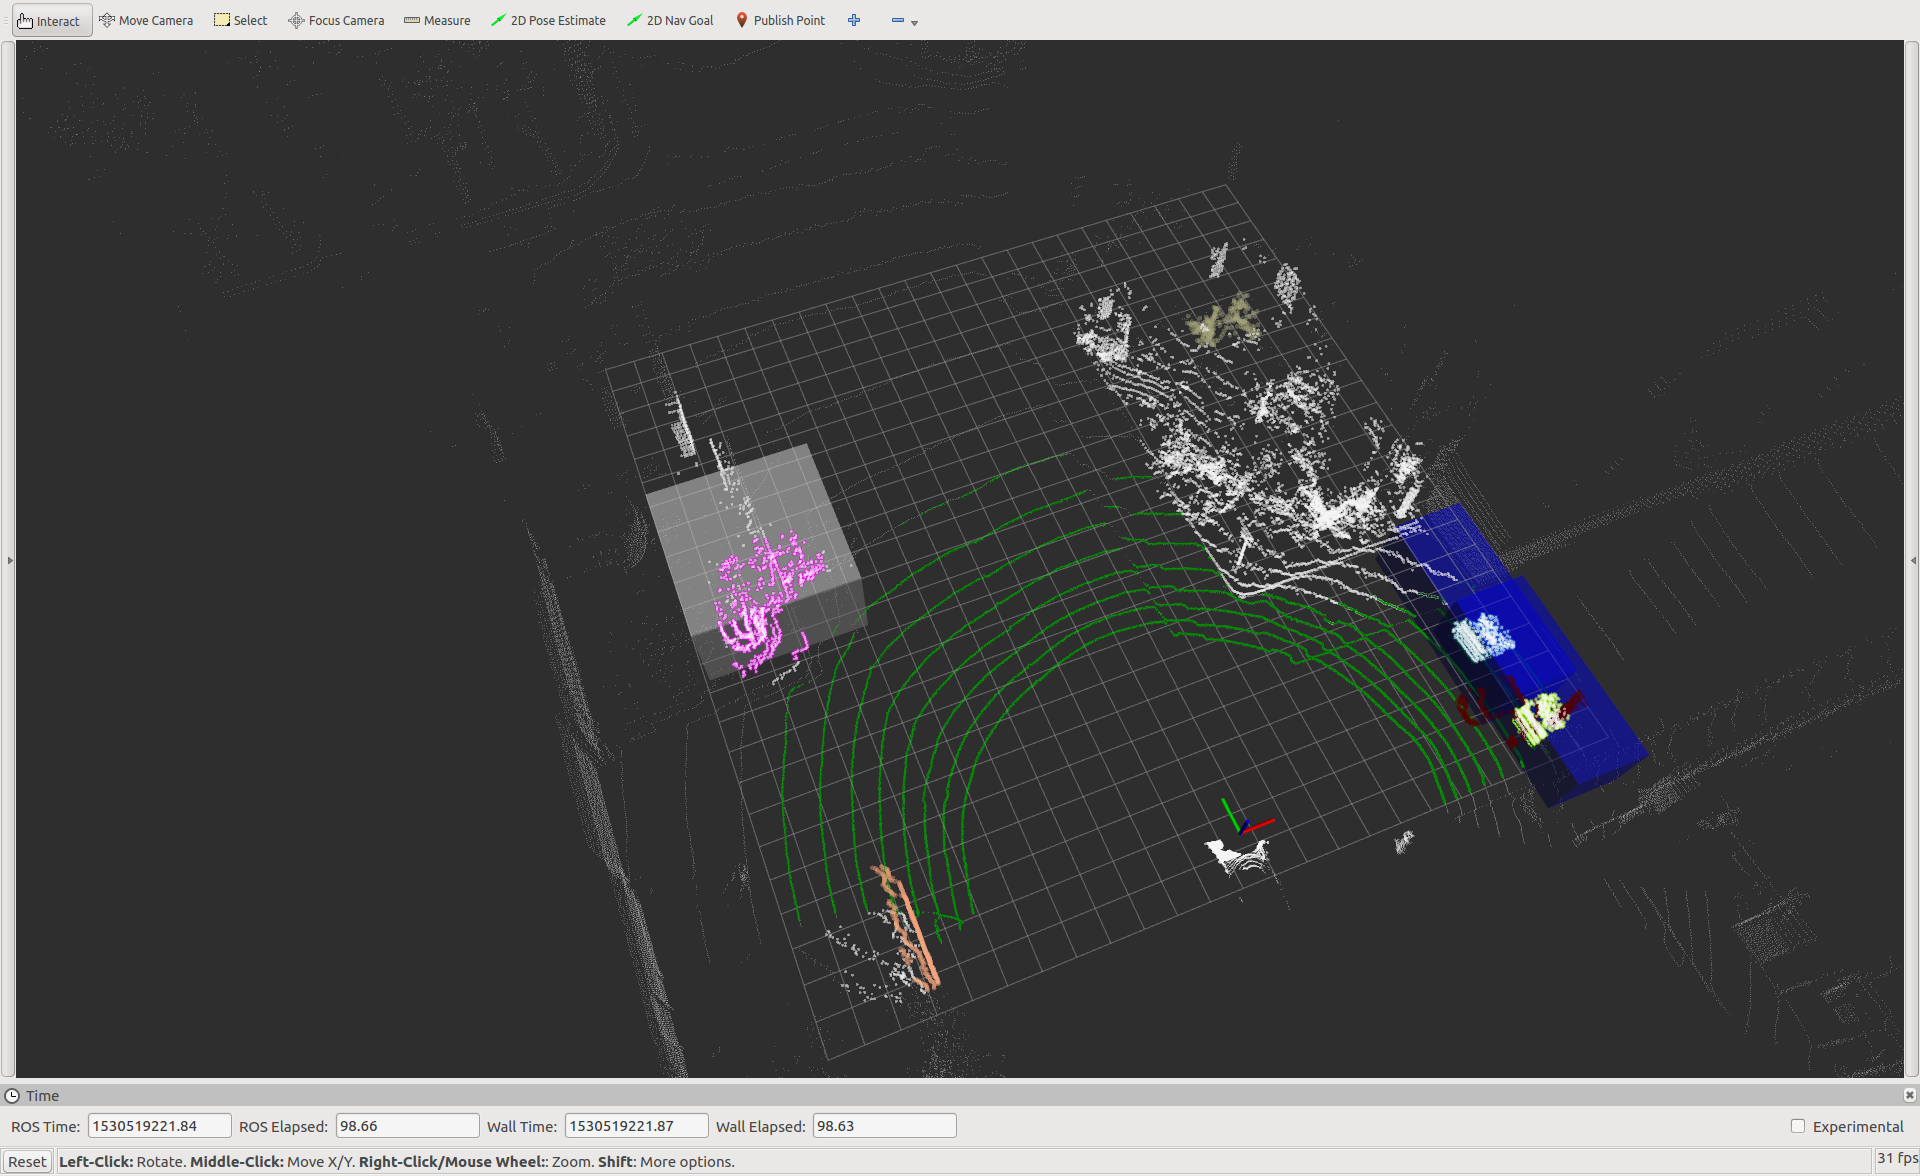 Interact Move Camera Select Focus Camera Measure 2D Pose Estimate 2D Nav Goal Publish Point
Time
ROS Time: 1530519221.84 ROS Elapsed: 98.66 Wall Time: 1530519221.87 Wall Elapsed: 98.63 Experimental
Reset Left-Click: Rotate. Middle-Click: Move X/Y. Right-Click/Mouse Wheel:: Zoom. Shift: More options. 31 fps